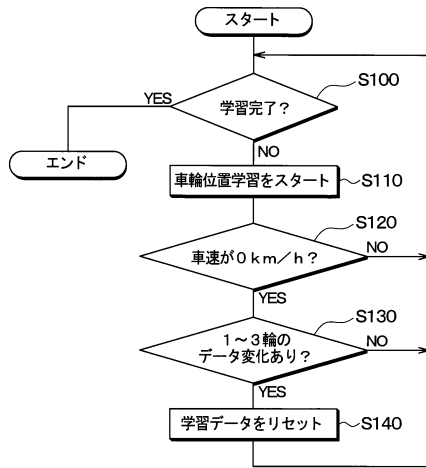 スタート
S100
学習完了？
YES
NO
エンド
車輪位置学習をスタート
S110
S120
車速が０ｋｍ／ｈ？
NO
YES
S130
１～３輪の
データ変化あり？
NO
YES
学習データをリセット
S140